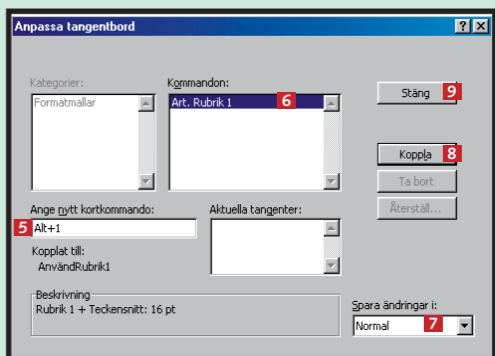 Anpassa tangentbord
Kategorier:
Kommandon:
Formatmallar
Art. Rubrik 1
6
Stäng
9
Koppla
8
Ta bort
Återställ...
Ange nytt kortkommando:
Aktuella tangenter:
5
Alt+1
Kopplat till:
AnvändRubrik1
Beskrivning
Rubrik 1 + Teckensnitt: 16 pt
Spara ändringar i:
Normal
7